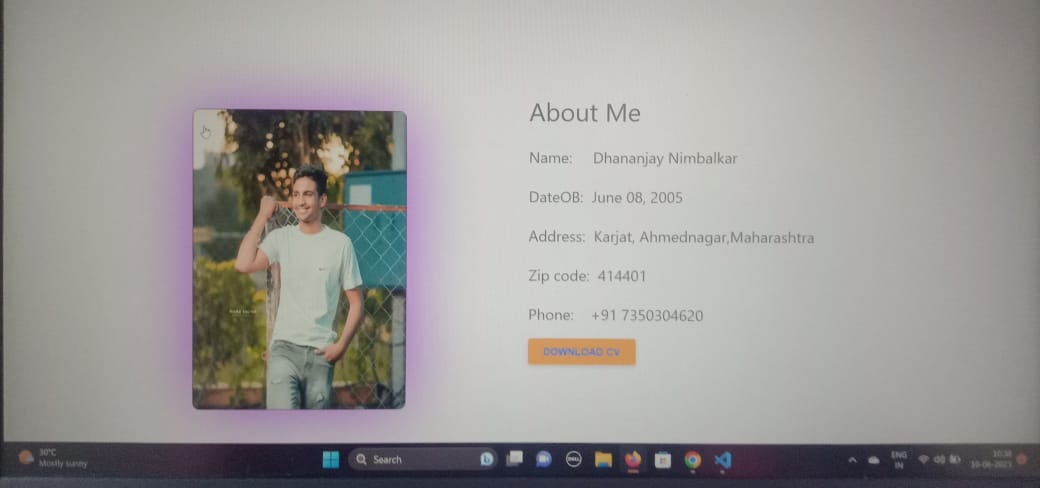 About Me
Name: Dhananjay Nimbalkar
DateOB: June 08, 2005
Address: Karjat, Ahmednagar,Maharashtra
Zip code: 414401
Phone: +91 7350304620
DOWNLOAD CV
30°C
Mostly sunny
Search
DELL
ENG
IN
10:38
10-06-2023